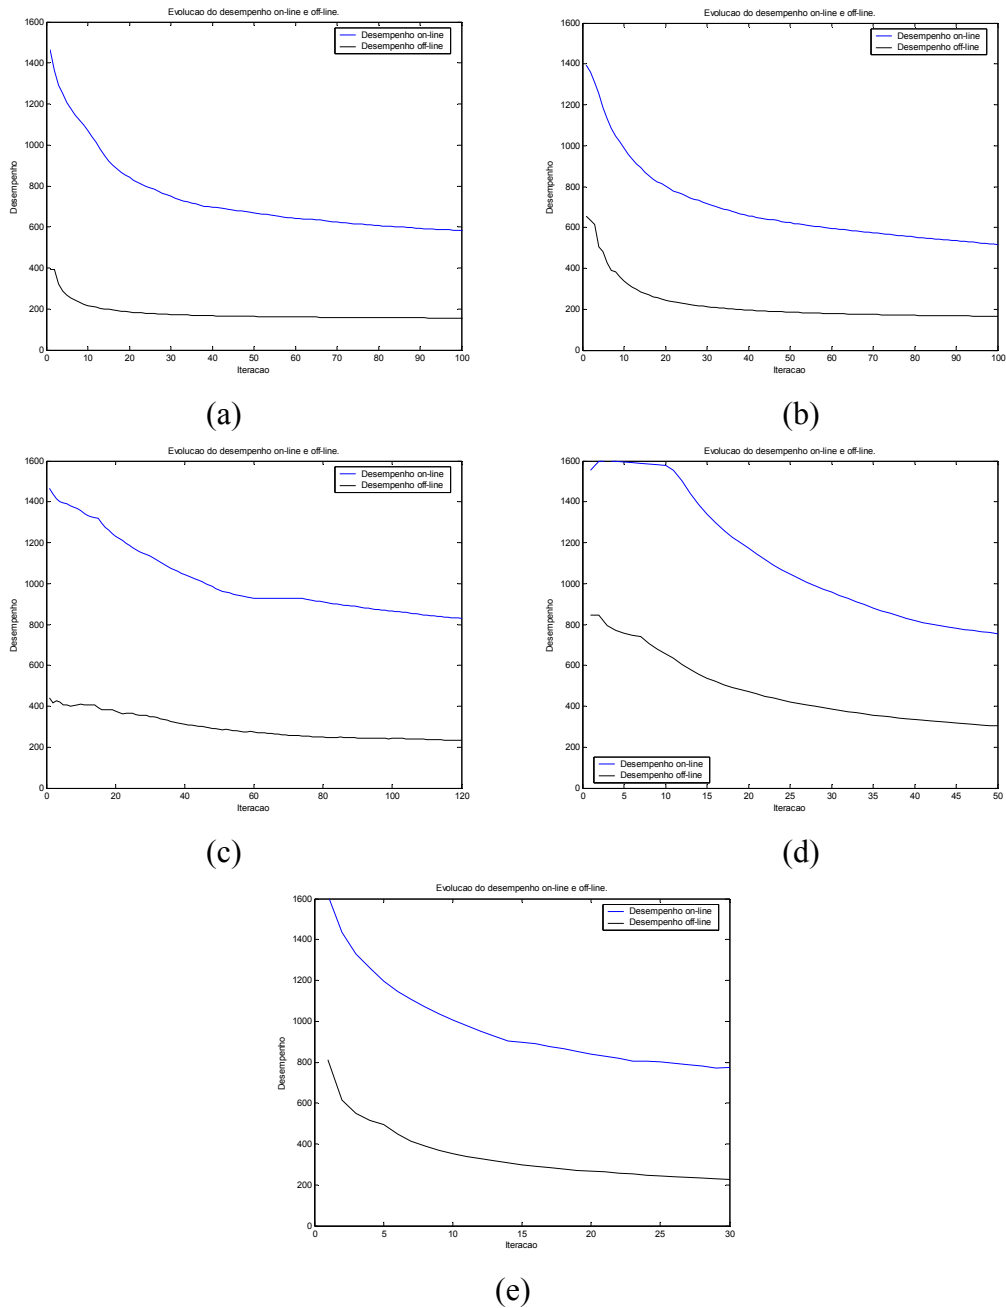 Evolucao do desempenho on-line e off-line.
1600
1400
1200
1000
800
600
400
200
0
Desempenho
Desempenho on-line
Desempenho off-line
0 10 20 30 40 50 60 70 80 90 100
Iteracao
(a)
Evolucao do desempenho on-line e off-line.
1600
1400
1200
1000
800
600
400
200
0
Desempenho
Desempenho on-line
Desempenho off-line
0 10 20 30 40 50 60 70 80 90 100
Iteracao
(b)
Evolucao do desempenho on-line e off-line.
1600
1400
1200
1000
800
600
400
200
0
Desempenho
Desempenho on-line
Desempenho off-line
0 20 40 60 80 100 120
Iteracao
(c)
Evolucao do desempenho on-line e off-line.
1600
1400
1200
1000
800
600
400
200
0
Desempenho
Desempenho on-line
Desempenho off-line
0 5 10 15 20 25 30 35 40 45 50
Iteracao
(d)
Evolucao do desempenho on-line e off-line.
1600
1400
1200
1000
800
600
400
200
0
Desempenho
Desempenho on-line
Desempenho off-line
0 5 10 15 20 25 30
Iteracao
(e)